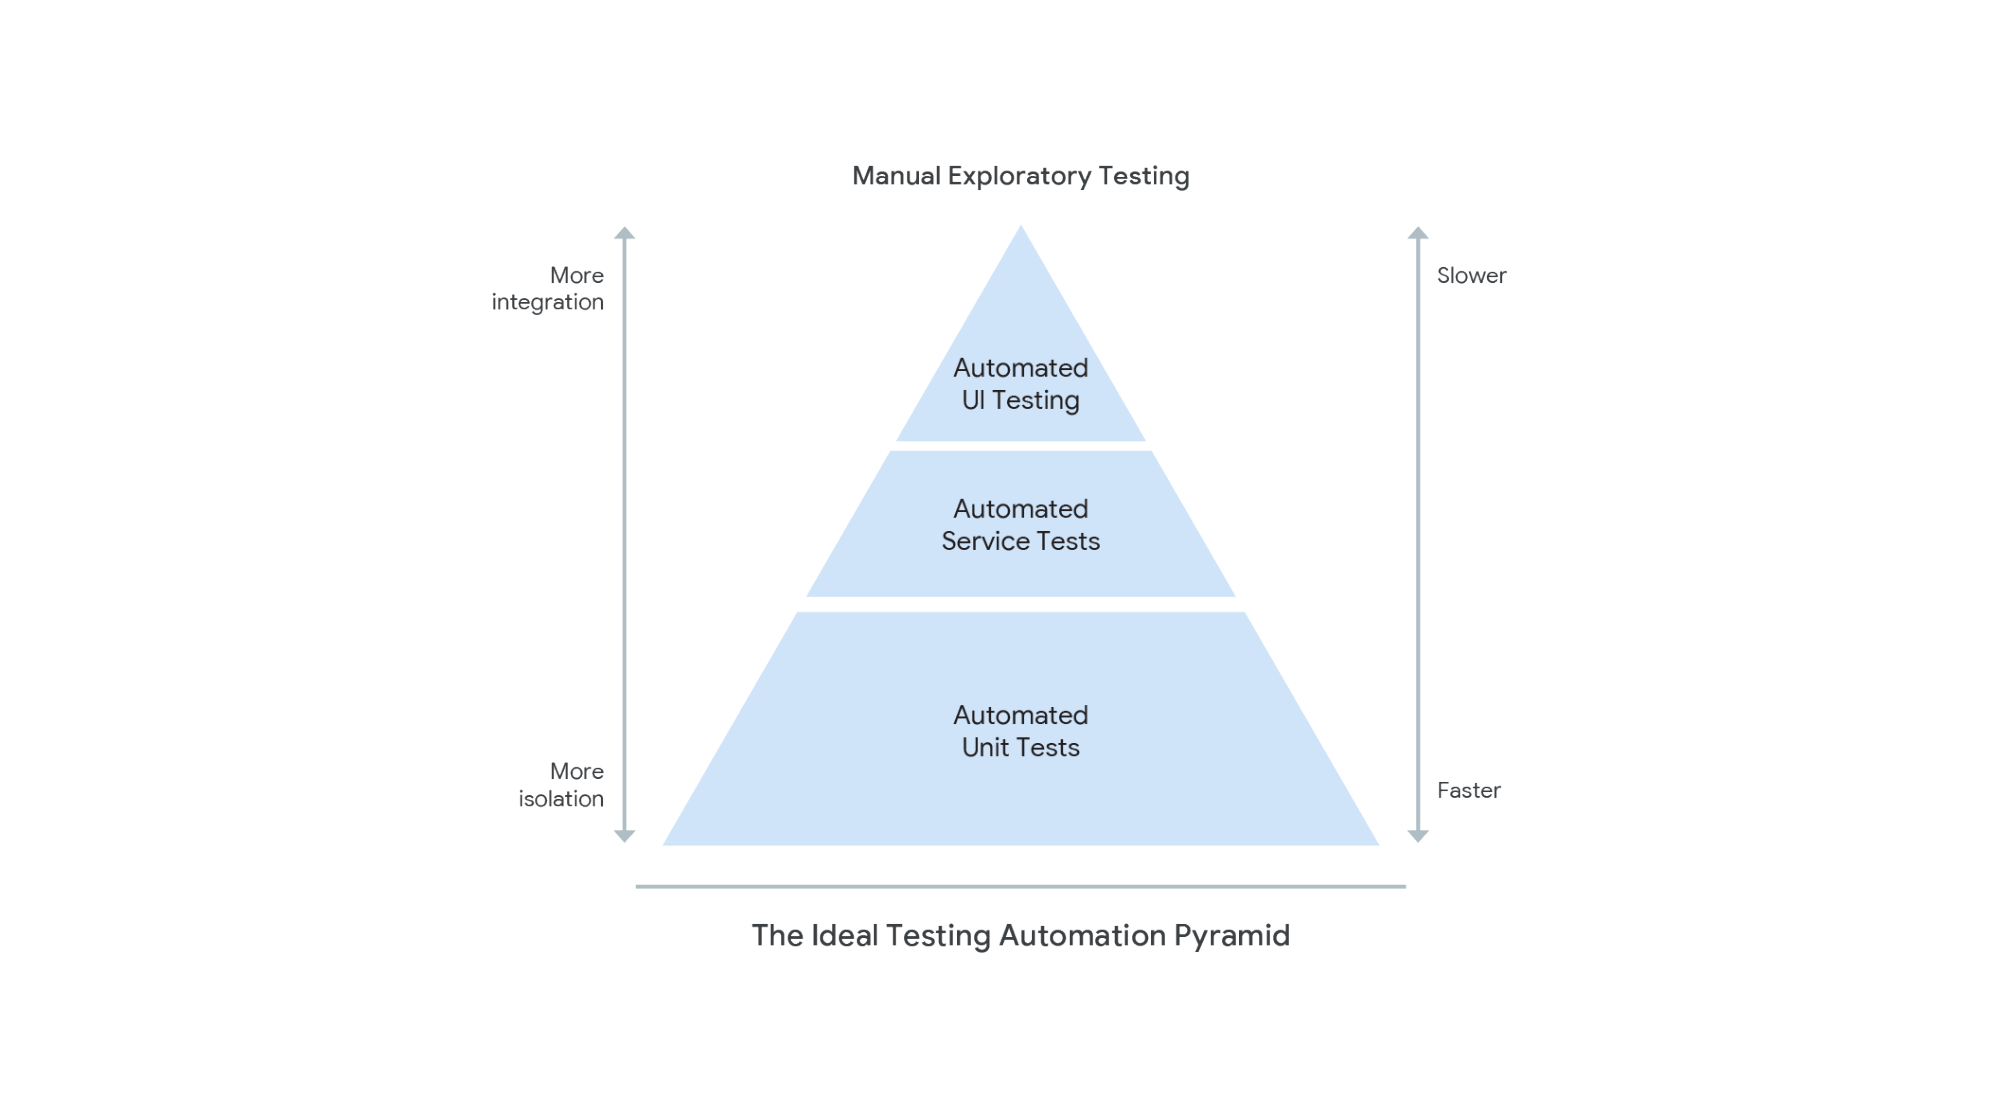 Manual Exploratory Testing
More
integration
Slower
Automated
UI Testing
Automated
Service Tests
Automated
Unit Tests
More
isolation
Faster
The Ideal Testing Automation Pyramid